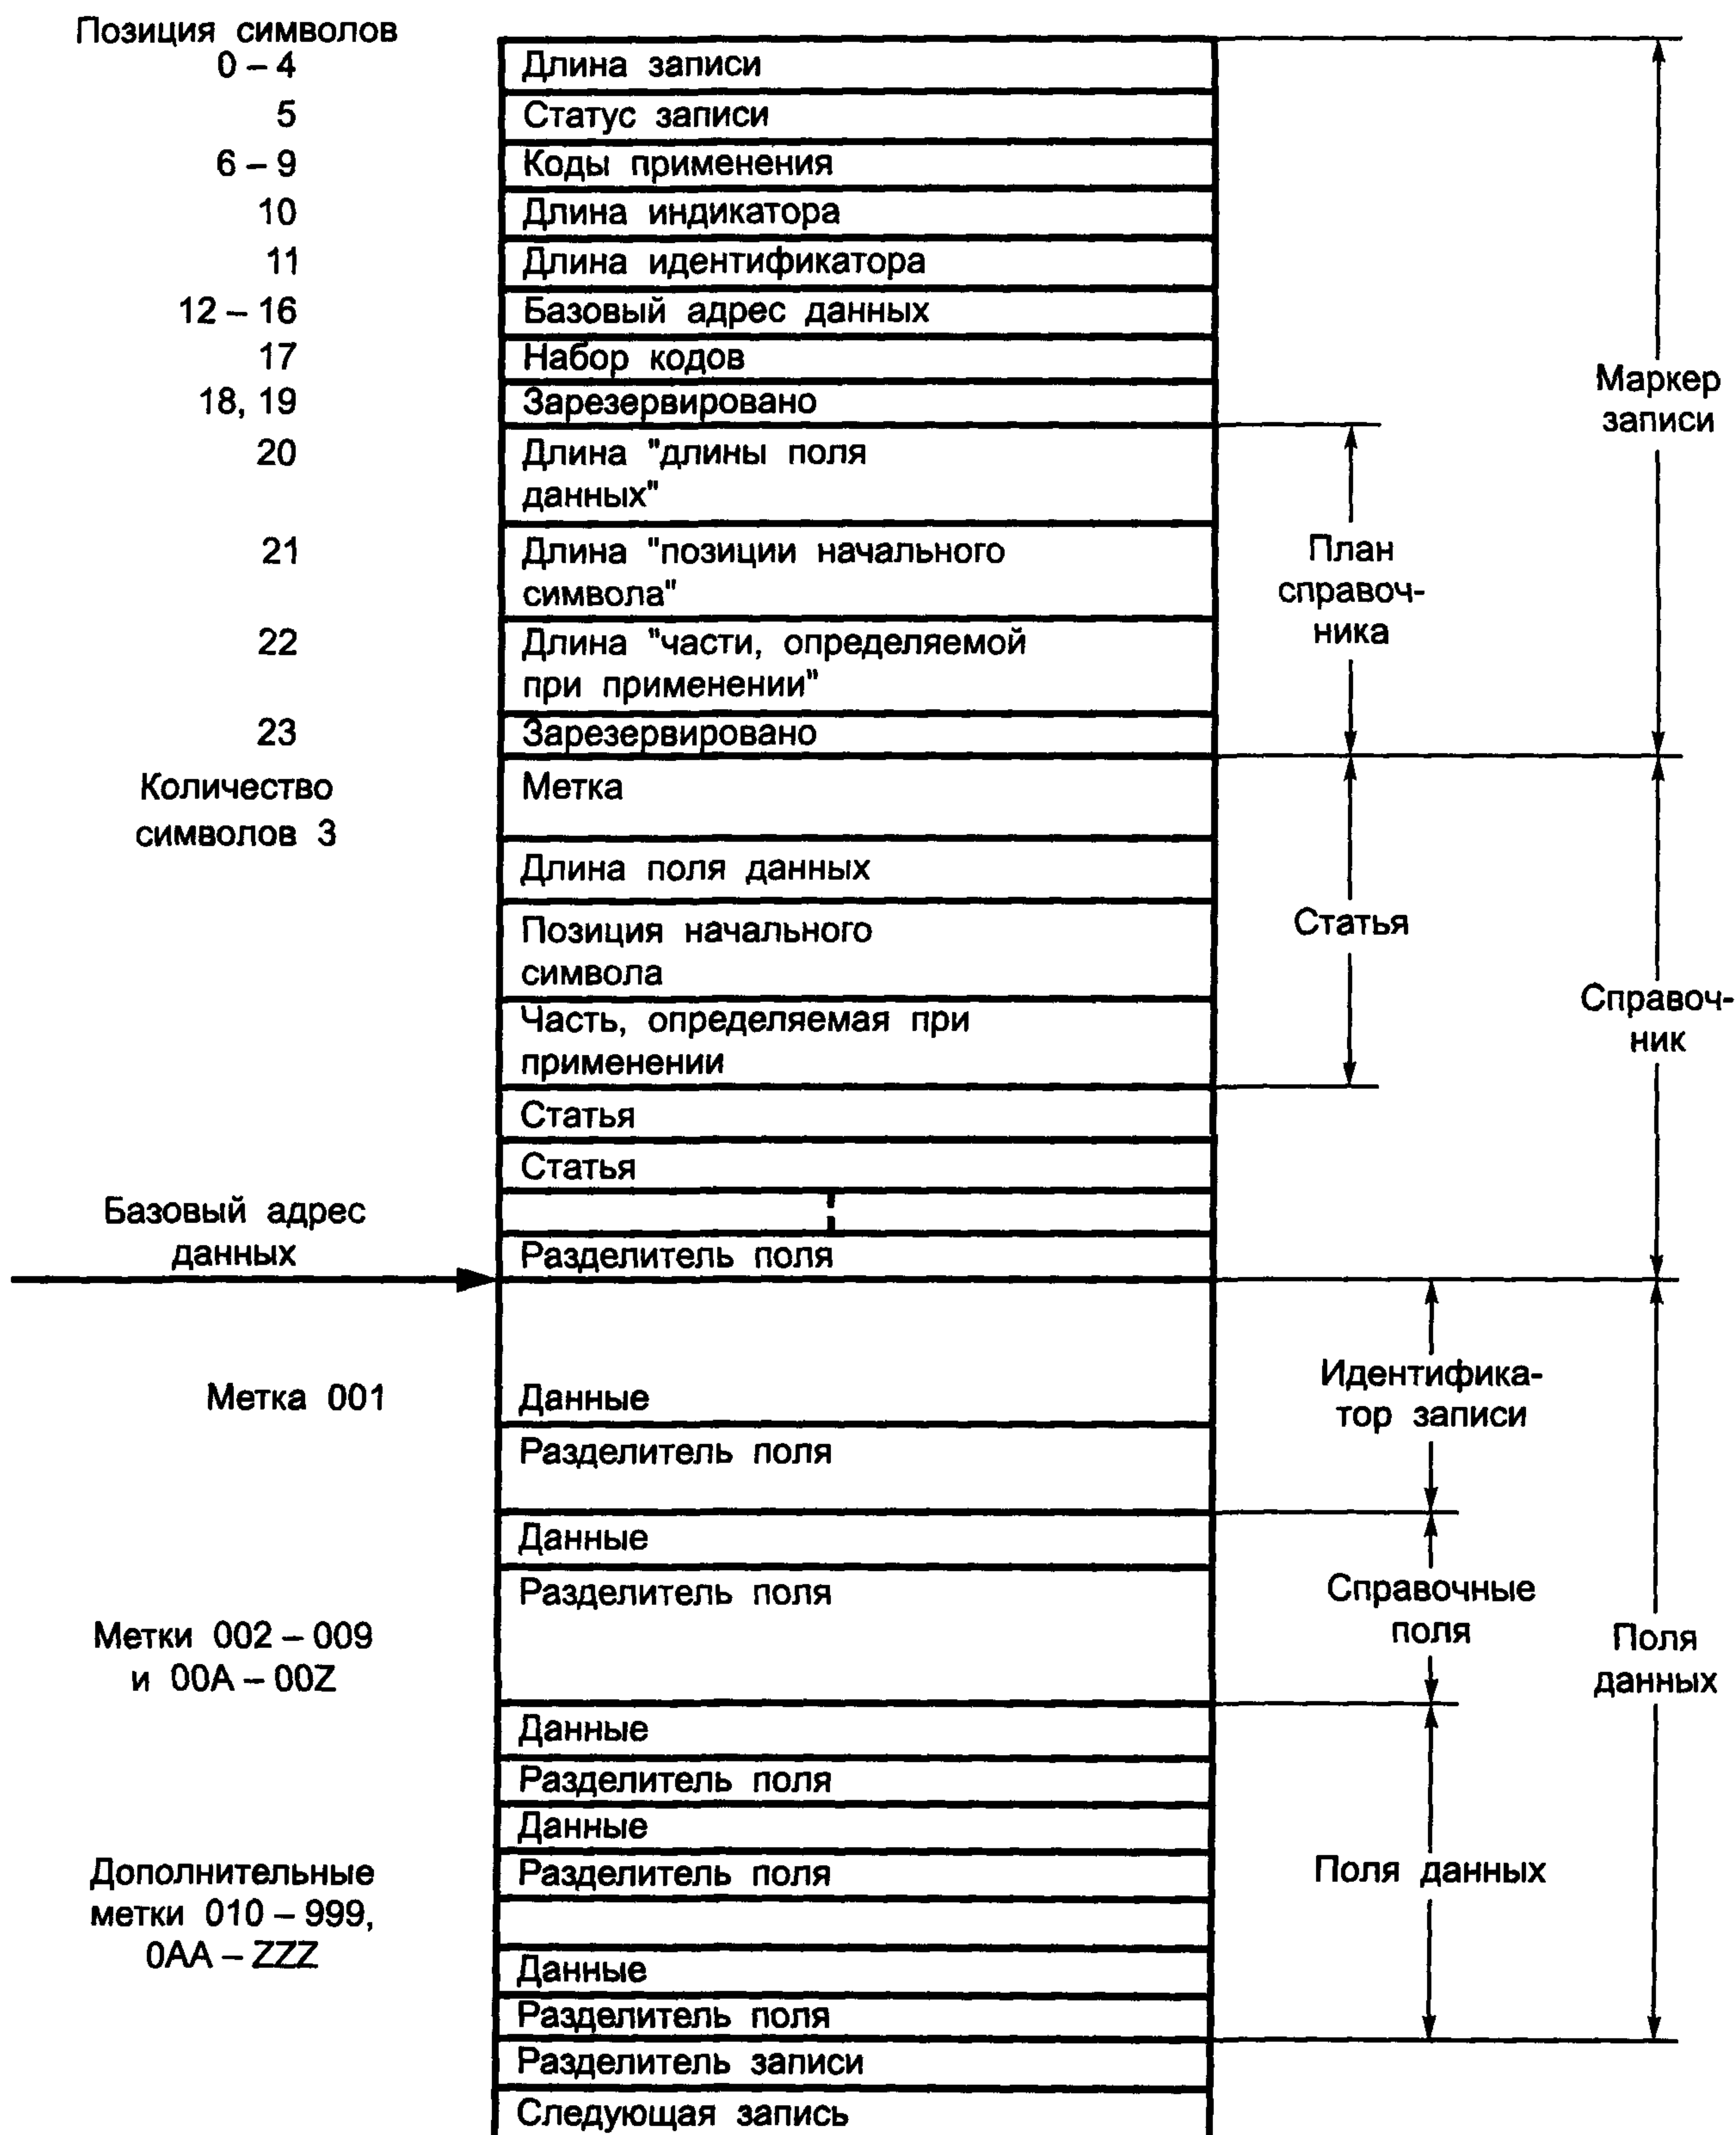 Позиция символов
0 – 4 Длина записи
5 Статус записи
6 – 9 Коды применения
10 Длина индикатора
11 Длина идентификатора
12 – 16 Базовый адрес данных
17 Набор кодов
18, 19 Зарезервировано
Маркер
записи
20 Длина "длины поля
данных"
21 Длина "позиции начального
символа"
План
справоч-
ника
22 Длина "части, определяемой
при применении"
23 Зарезервировано
Количество
символов 3
Метка
Длина поля данных
Позиция начального
символа
Статья
Часть, определяемая при
применении
Справоч-
ник
Статья
Статья
Базовый адрес
данных
Разделитель поля
Метка 001
Данные
Идентифика-
тор записи
Разделитель поля
Данные
Разделитель поля
Справочные
поля
Метки 002 – 009
и 00A – 00Z
Поля
данных
Данные
Разделитель поля
Данные
Разделитель поля
Поля данных
Дополнительные
метки 010 – 999,
0AA – ZZZ
Данные
Разделитель поля
Разделитель записи
Следующая запись